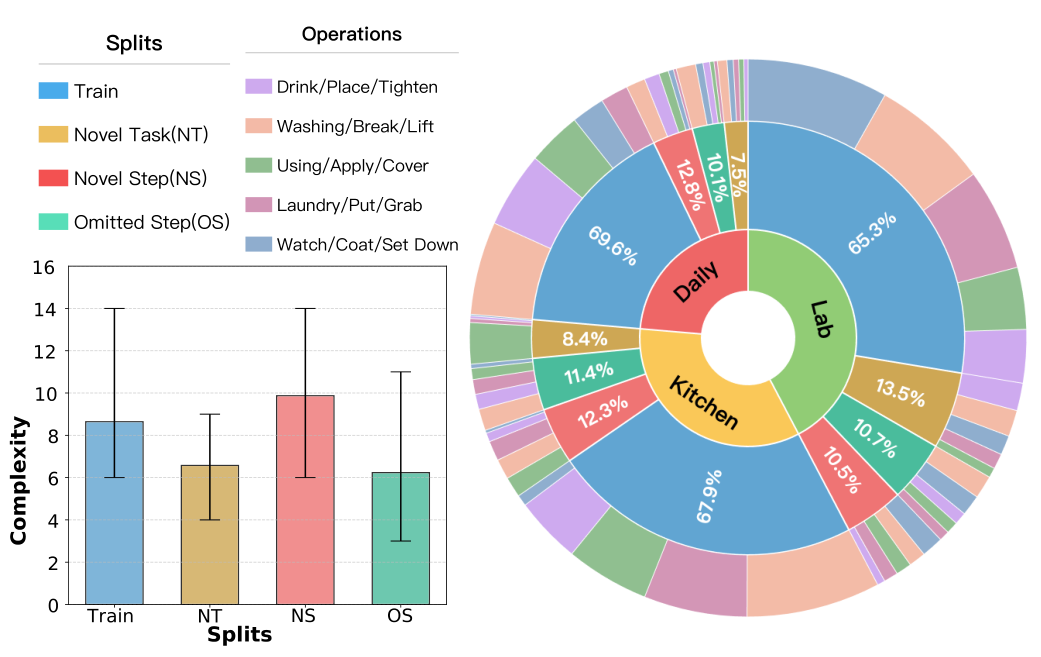 Splits
Train
Novel Task(NT)
Novel Step(NS)
Omitted Step(OS)
Operations
Drink/Place/Tighten
Washing/Break/Lift
Using/Apply/Cover
Laundry/Put/Grab
Watch/Coat/Set Down
Complexity
16
14
12
10
8
6
4
2
0
Train
NT
NS
OS
Splits
Lab
65.3%
13.5%
10.7%
10.5%
Kitchen
67.9%
12.3%
11.4%
8.4%
Daily
69.6%
12.8%
10.1%
7.5%